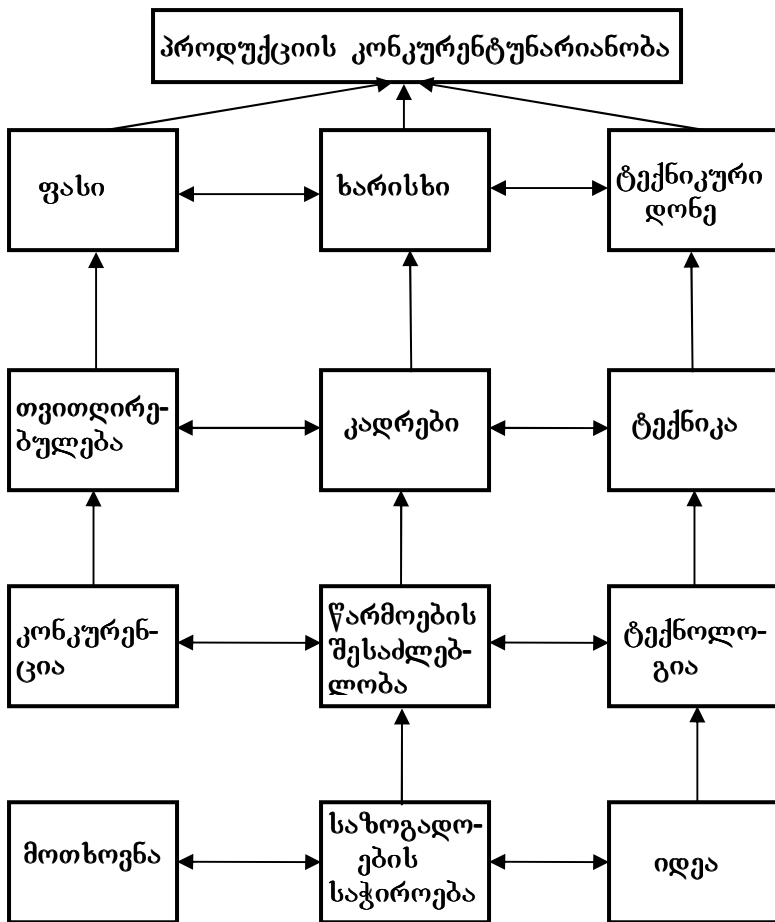 პროდუქციის კონკურენტუნარიანობა
ფასი
ხარისხი
ტექნიკური
დონე
თვითღირე-
ბულება
კადრები
ტექნიკა
კონკურენ-
ცია
წარმოების
შესაძლებ-
ლობა
ტექნოლო-
გია
მოთხოვნა
საზოგადო-
ების
საჭიროება
იდეა